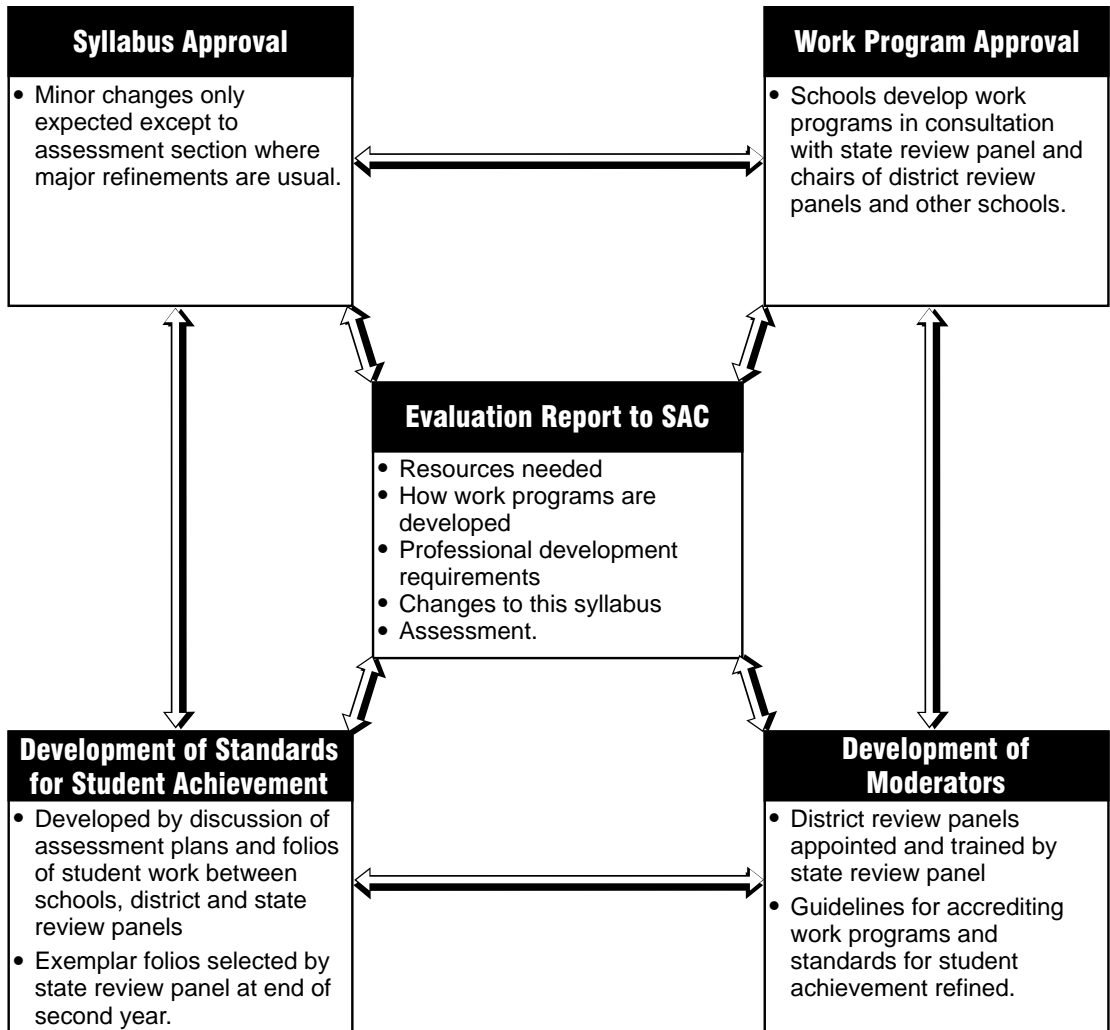 Syllabus Approval
• Minor changes only
expected except to
assessment section where
major refinements are usual.
Work Program Approval
• Schools develop work
programs in consultation
with state review panel and
chairs of district review
panels and other schools.
Evaluation Report to SAC
• Resources needed
• How work programs are
developed
• Professional development
requirements
• Changes to this syllabus
• Assessment.
Development of Standards
for Student Achievement
• Developed by discussion of
assessment plans and folios
of student work between
schools, district and state
review panels
• Exemplar folios selected by
state review panel at end of
second year.
Development of
Moderators
• District review panels
appointed and trained by
state review panel
• Guidelines for accrediting
work programs and
standards for student
achievement refined.